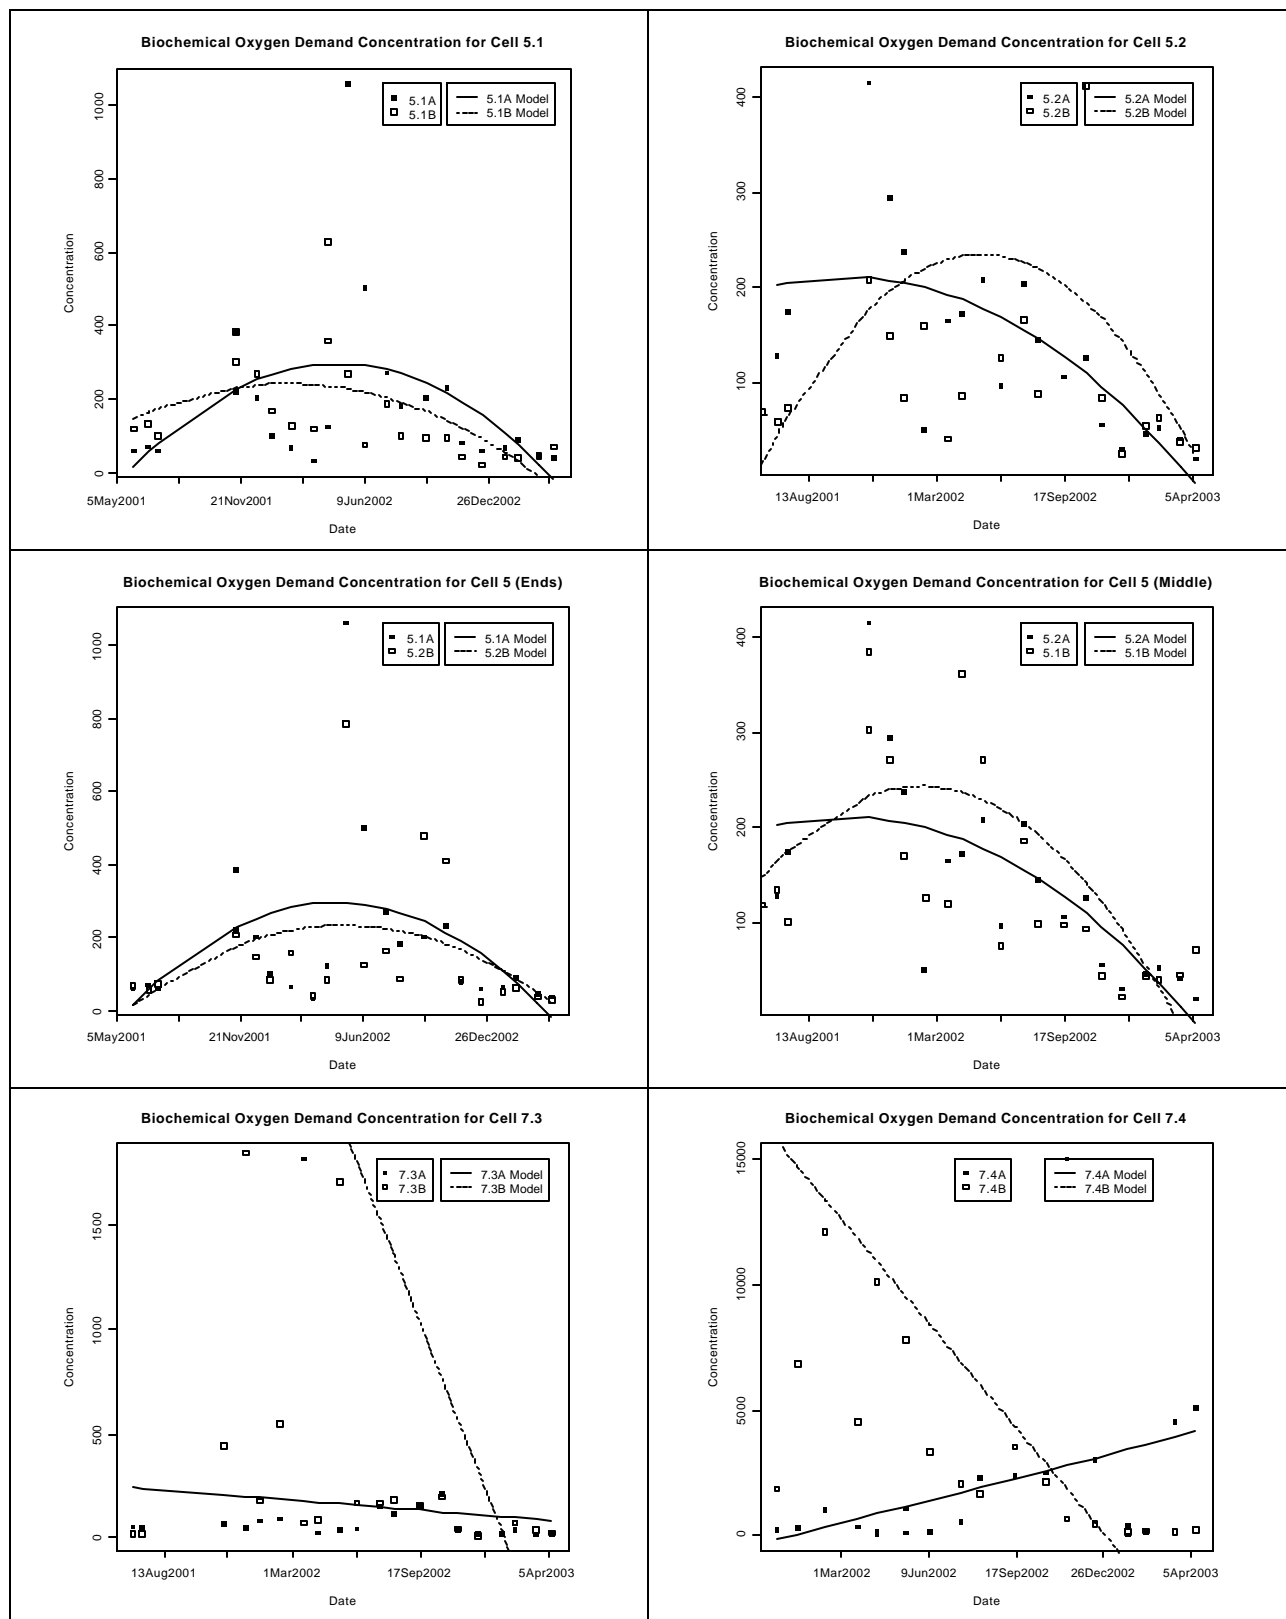 Biochemical Oxygen Demand Concentration for Cell 5.1
5.1A
5.1B
5.1A Model
5.1B Model
1000
800
600
400
200
0
Concentration
5May2001
21Nov2001
9Jun2002
26Dec2002
Date
Biochemical Oxygen Demand Concentration for Cell 5.2
5.2A
5.2B
5.2A Model
5.2B Model
400
300
200
100
Concentration
13Aug2001
1Mar2002
17Sep2002
5Apr2003
Date
Biochemical Oxygen Demand Concentration for Cell 5 (Ends)
5.1A
5.2B
5.1A Model
5.2B Model
1000
800
600
400
200
0
Concentration
5May2001
21Nov2001
9Jun2002
26Dec2002
Date
Biochemical Oxygen Demand Concentration for Cell 5 (Middle)
5.2A
5.1B
5.2A Model
5.1B Model
400
300
200
100
Concentration
13Aug2001
1Mar2002
17Sep2002
5Apr2003
Date
Biochemical Oxygen Demand Concentration for Cell 7.3
7.3A
7.3B
7.3A Model
7.3B Model
1500
1000
500
0
Concentration
13Aug2001
1Mar2002
17Sep2002
5Apr2003
Date
Biochemical Oxygen Demand Concentration for Cell 7.4
7.4A
7.4B
7.4A Model
7.4B Model
15000
10000
5000
0
Concentration
1Mar2002
9Jun2002
17Sep2002
26Dec2002
5Apr2003
Date